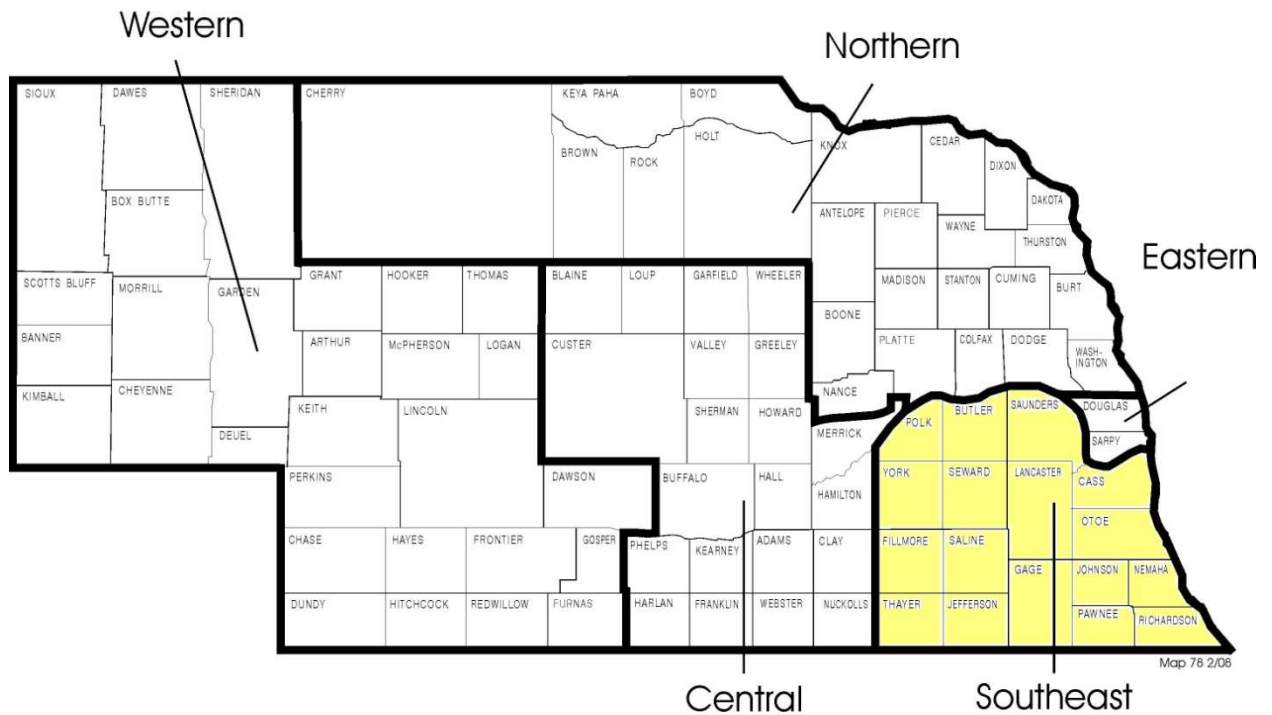 Western
Northern
SIOUX
DAWES
SHERIDAN
CHERRY
KEYA PAHA
BOYD
HOLT
BROWN
ROCK
KNOX
CEDAR
DIXON
DAKOTA
BOX BUTTE
ANTELOPE
PIERCE
WAYNE
THURSTON
Eastern
SCOTTS BLUFF
MORRILL
GARDEN
GRANT
HOOKER
THOMAS
BLAINE
LOUP
GARFIELD
WHEELER
MADISON
STANTON
CUMING
BURT
BANNER
ARTHUR
McPHERSON
LOGAN
CUSTER
VALLEY
GREELEY
BOONE
PLATTE
COLFAX
DODGE
WASH-
INGTON
KIMBALL
CHEYENNE
KEITH
LINCOLN
SHERMAN
HOWARD
NANCE
MERRICK
POLK
BUTLER
SAUNDERS
DOUGLAS
SARPY
DEUEL
PERKINS
DAWSON
BUFFALO
HALL
HAMILTON
YORK
SEWARD
LANCASTER
CASS
OTOE
CHASE
HAYES
FRONTIER
GOSPER
PHELPS
KEARNEY
ADAMS
CLAY
FILLMORE
SALINE
GAGE
JOHNSON
NEMAHA
DUNDY
HITCHCOCK
REDWILLOW
FURNAS
HARLAN
FRANKLIN
WEBSTER
NUCKOLLS
THAYER
JEFFERSON
PAWNEE
RICHARDSON
Map 78 2/08
Central
Southeast